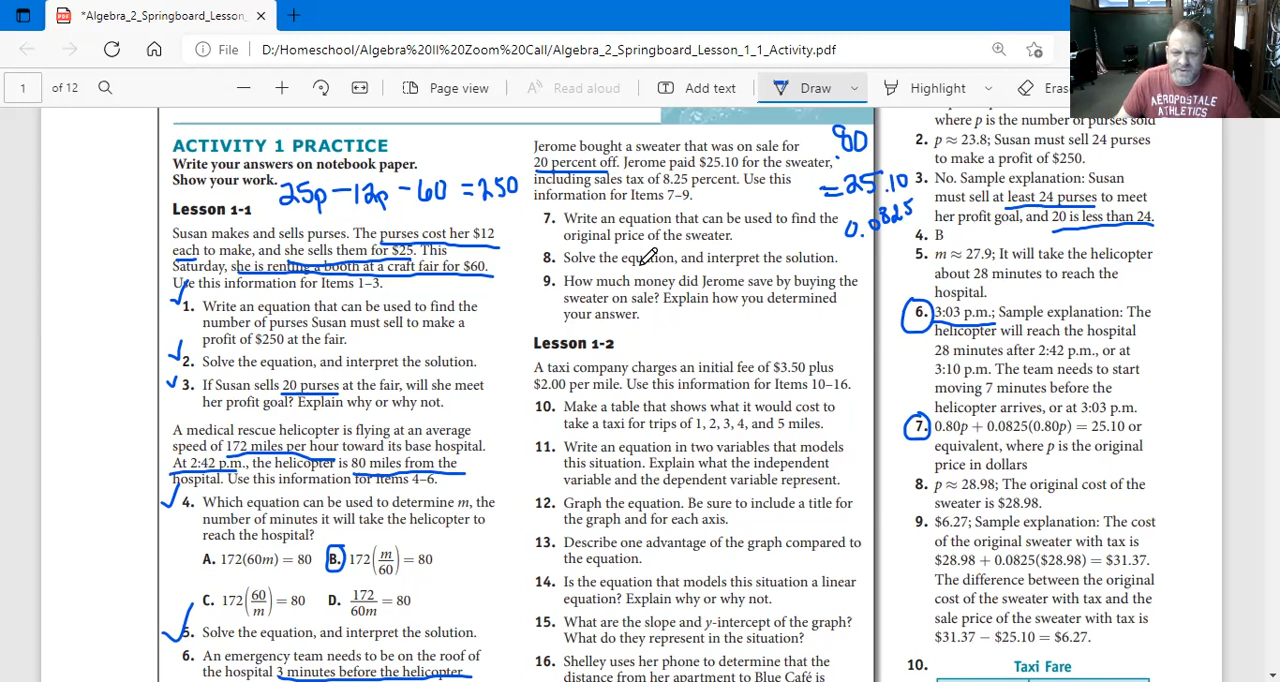 *Algebra_2_Springboard_Lesson_
File
D:/Homeschool/Algebra%20II%20Zoom%20Call/Algebra_2_Springboard_Lesson_1_1_Activity.pdf
1 of 12
Page view
Read aloud
Add text
Draw
Highlight
Eras
AEROPOSTALE
ATHLETICS
ACTIVITY 1 PRACTICE
Write your answers on notebook paper.
Show your work.
25p - 12p - 60 = 250
Lesson 1-1
Susan makes and sells purses. The purses cost her $12
each to make, and she sells them for $25. This
Saturday, she is renting a booth at a craft fair for $60.
Use this information for Items 1–3.
1. Write an equation that can be used to find the
number of purses Susan must sell to make a
profit of $250 at the fair.
2. Solve the equation, and interpret the solution.
3. If Susan sells 20 purses at the fair, will she meet
her profit goal? Explain why or why not.
A medical rescue helicopter is flying at an average
speed of 172 miles per hour toward its base hospital.
At 2:42 p.m., the helicopter is 80 miles from the
hospital. Use this information for Items 4–6.
4. Which equation can be used to determine m, the
number of minutes it will take the helicopter to
reach the hospital?
A. 172(60m) = 80 B. 172(m/60) = 80
C. 172(60/m) = 80 D. 172/60m = 80
5. Solve the equation, and interpret the solution.
6. An emergency team needs to be on the roof of
the hospital 3 minutes before the helicopter
Jerome bought a sweater that was on sale for
20 percent off. Jerome paid $25.10 for the sweater,
including sales tax of 8.25 percent. Use this
information for Items 7–9.
.80
= 25.10
0.0825
7. Write an equation that can be used to find the
original price of the sweater.
8. Solve the equation, and interpret the solution.
9. How much money did Jerome save by buying the
sweater on sale? Explain how you determined
your answer.
Lesson 1-2
A taxi company charges an initial fee of $3.50 plus
$2.00 per mile. Use this information for Items 10–16.
10. Make a table that shows what it would cost to
take a taxi for trips of 1, 2, 3, 4, and 5 miles.
11. Write an equation in two variables that models
this situation. Explain what the independent
variable and the dependent variable represent.
12. Graph the equation. Be sure to include a title for
the graph and for each axis.
13. Describe one advantage of the graph compared to
the equation.
14. Is the equation that models this situation a linear
equation? Explain why or why not.
15. What are the slope and y-intercept of the graph?
What do they represent in the situation?
16. Shelley uses her phone to determine that the
distance from her apartment to Blue Café is
where p is the number of purses sold
2. p ≈ 23.8; Susan must sell 24 purses
to make a profit of $250.
3. No. Sample explanation: Susan
must sell at least 24 purses to meet
her profit goal, and 20 is less than 24.
4. B
5. m ≈ 27.9; It will take the helicopter
about 28 minutes to reach the
hospital.
6. 3:03 p.m.; Sample explanation: The
helicopter will reach the hospital
28 minutes after 2:42 p.m., or at
3:10 p.m. The team needs to start
moving 7 minutes before the
helicopter arrives, or at 3:03 p.m.
7. 0.80p + 0.0825(0.80p) = 25.10 or
equivalent, where p is the original
price in dollars
8. p ≈ 28.98; The original cost of the
sweater is $28.98.
9. $6.27; Sample explanation: The cost
of the original sweater with tax is
$28.98 + 0.0825($28.98) = $31.37.
The difference between the original
cost of the sweater with tax and the
sale price of the sweater with tax is
$31.37 − $25.10 = $6.27.
10. Taxi Fare